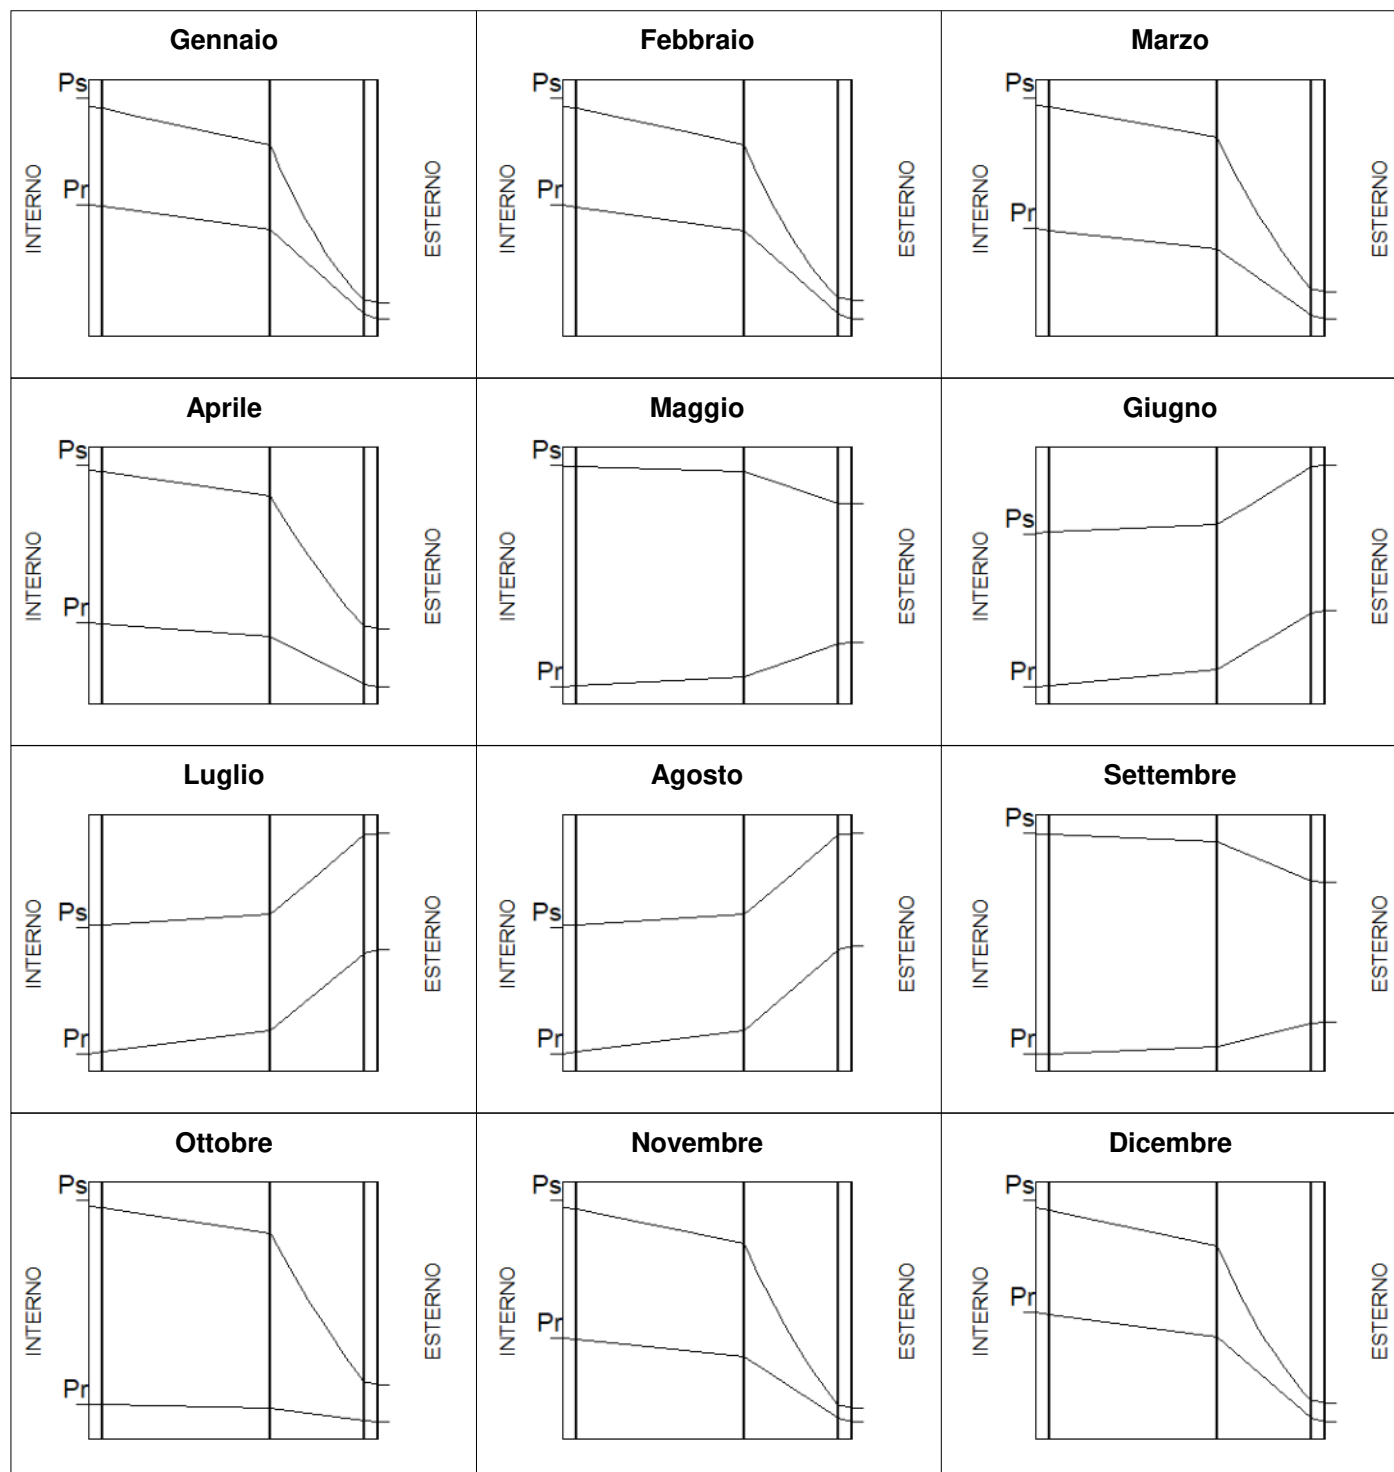 Gennaio
Ps
Pr
INTERNO
ESTERNO
Febbraio
Ps
Pr
INTERNO
ESTERNO
Marzo
Ps
Pr
INTERNO
ESTERNO
Aprile
Ps
Pr
INTERNO
ESTERNO
Maggio
Ps
Pr
INTERNO
ESTERNO
Giugno
Ps
Pr
INTERNO
ESTERNO
Luglio
Ps
Pr
INTERNO
ESTERNO
Agosto
Ps
Pr
INTERNO
ESTERNO
Settembre
Ps
Pr
INTERNO
ESTERNO
Ottobre
Ps
Pr
INTERNO
ESTERNO
Novembre
Ps
Pr
INTERNO
ESTERNO
Dicembre
Ps
Pr
INTERNO
ESTERNO